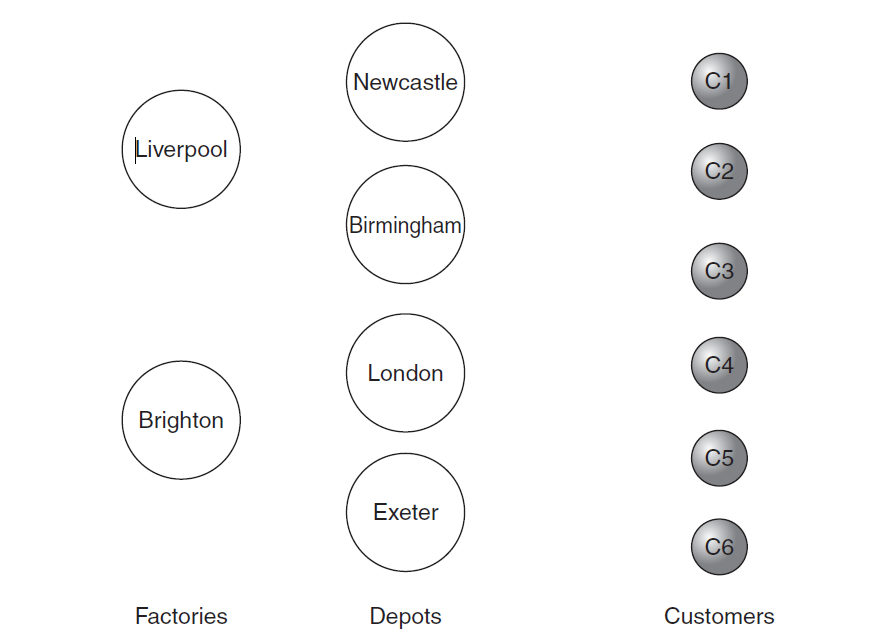 Newcastle
C1
Liverpool
C2
Birmingham
C3
London
C4
Brighton
C5
Exeter
C6
Factories Depots Customers